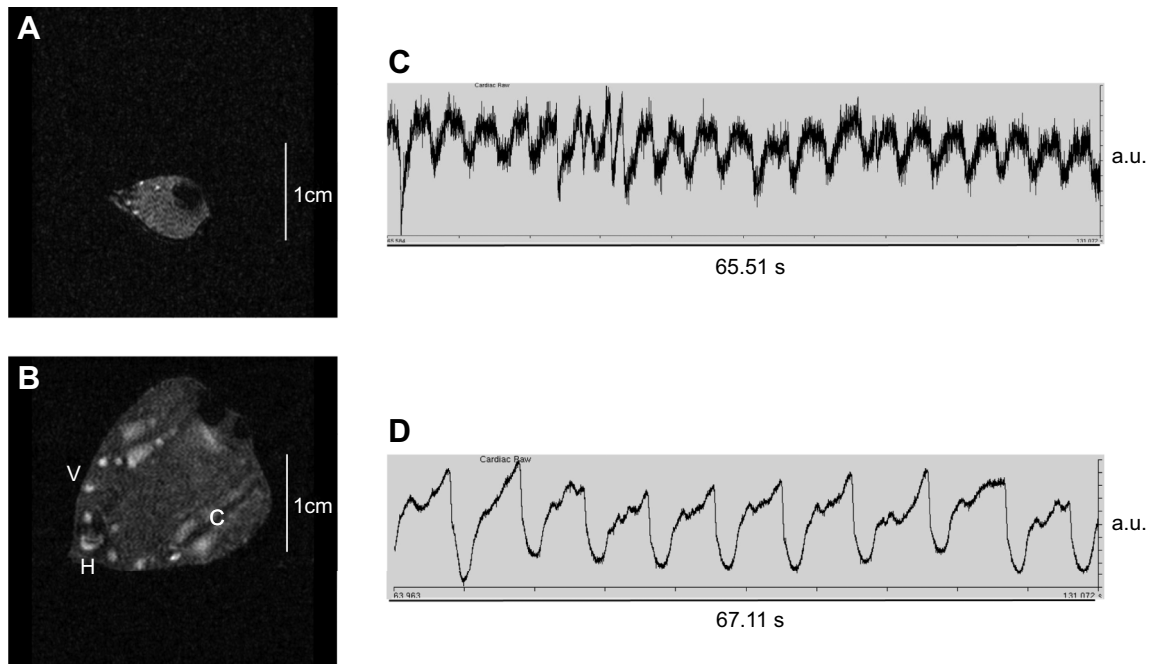 A
1cm
B
V
C
H
1cm
C
Cardiac Raw
a.u.
65.584
131.072 s
65.51 s
D
Cardiac Raw
a.u.
63.963
131.072 s
67.11 s